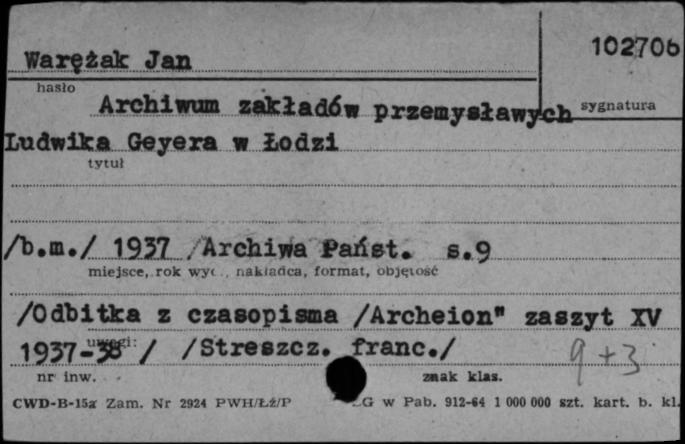 Warężak Jan
102706
hasło
Archiwum zakładów przemysławych
sygnatura
Ludwika Geyera w Łodzi
tytuł
/b.m./ 1937 /Archiwa Państ. s.9
miejsce, rok wyd., nakładca, format, objętość
/Odbitka z czasopisma /Archeion" zaszyt XV
uwagi:
1937-38 / /Streszcz. franc./
9 + 3
nr inw.
znak klas.
CWD-B-15a Zam. Nr 2924 PWH/Łż/P G w Pab. 912-64 1 000 000 szt. kart. b. kl.